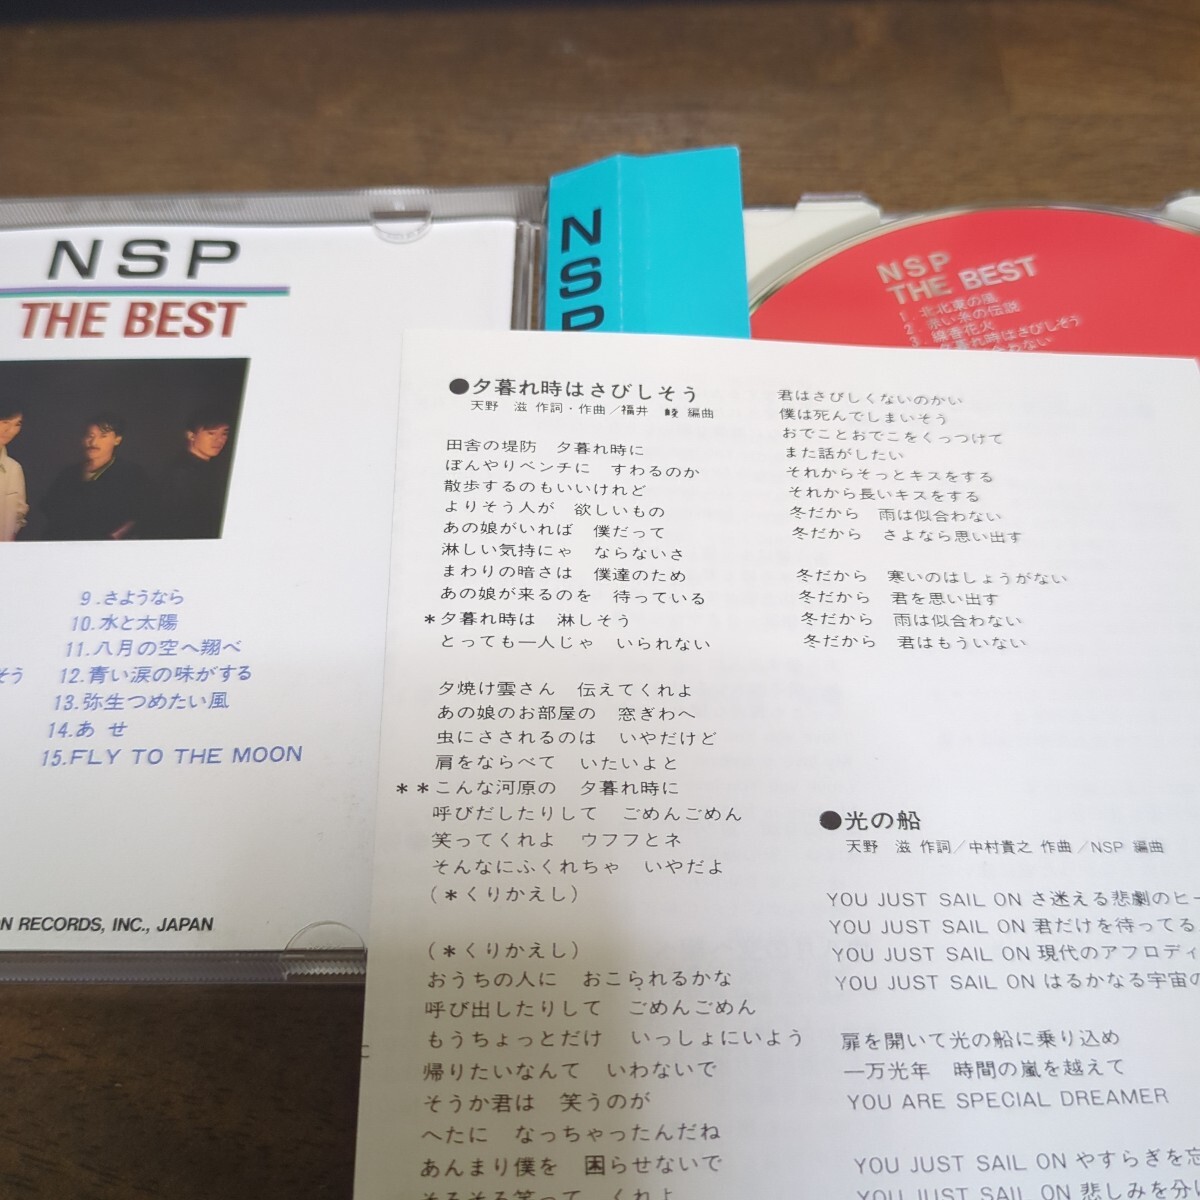 NSP
THE BEST
9.さようなら
10.水と太陽
11.八月の空へ翔べ
そう
12.青い涙の味がする
13.弥生つめたい風
14.あせ
15.FLY TO THE MOON
RECORDS, INC., JAPAN
NSP
NSP
THE BEST
1.北北東の風
2.赤い糸の伝説
3.線香花火
夕暮れ時はさびしそう
●夕暮れ時はさびしそう
天野 滋 作詞・作曲/福井 崚 編曲
田舎の堤防 夕暮れ時に
ぼんやりベンチに すわるのか
散歩するのもいいけれど
よりそう人が 欲しいもの
あの娘がいれば 僕だって
淋しい気持にゃ ならないさ
まわりの暗さは 僕達のため
あの娘が来るのを 待っている
*夕暮れ時は 淋しそう
とっても一人じゃ いられない
夕焼け雲さん 伝えてくれよ
あの娘のお部屋の 窓ぎわへ
虫にさされるのは いやだけど
肩をならべて いたいよと
**こんな河原の 夕暮れ時に
呼びだしたりして ごめんごめん
笑ってくれよ ウフフとネ
そんなにふくれちゃ いやだよ
(*くりかえし)
(*くりかえし)
おうちの人に おこられるかな
呼び出したりして ごめんごめん
もうちょっとだけ いっしょにいよう
帰りたいなんて いわないで
そうか君は 笑うのが
へたに なっちゃったんだね
あんまり僕を 困らせないで
そろそろ笑って くれよ
君はさびしくないのかい
僕は死んでしまいそう
おでことおでこをくっつけて
また話がしたい
それからそっとキスをする
それから長いキスをする
冬だから 雨は似合わない
冬だから さよなら思い出す
冬だから 寒いのはしょうがない
冬だから 君を思い出す
冬だから 雨は似合わない
冬だから 君はもういない
●光の船
天野 滋 作詞/中村貴之 作曲/NSP 編曲
YOU JUST SAIL ON さ迷える悲劇のヒー
YOU JUST SAIL ON 君だけを待ってる
YOU JUST SAIL ON 現代のアフロディ
YOU JUST SAIL ON はるかなる宇宙の
扉を開いて光の船に乗り込め
一万光年 時間の嵐を越えて
YOU ARE SPECIAL DREAMER
YOU JUST SAIL ON やすらぎを忘
YOU JUST SAIL ON 悲しみを分い